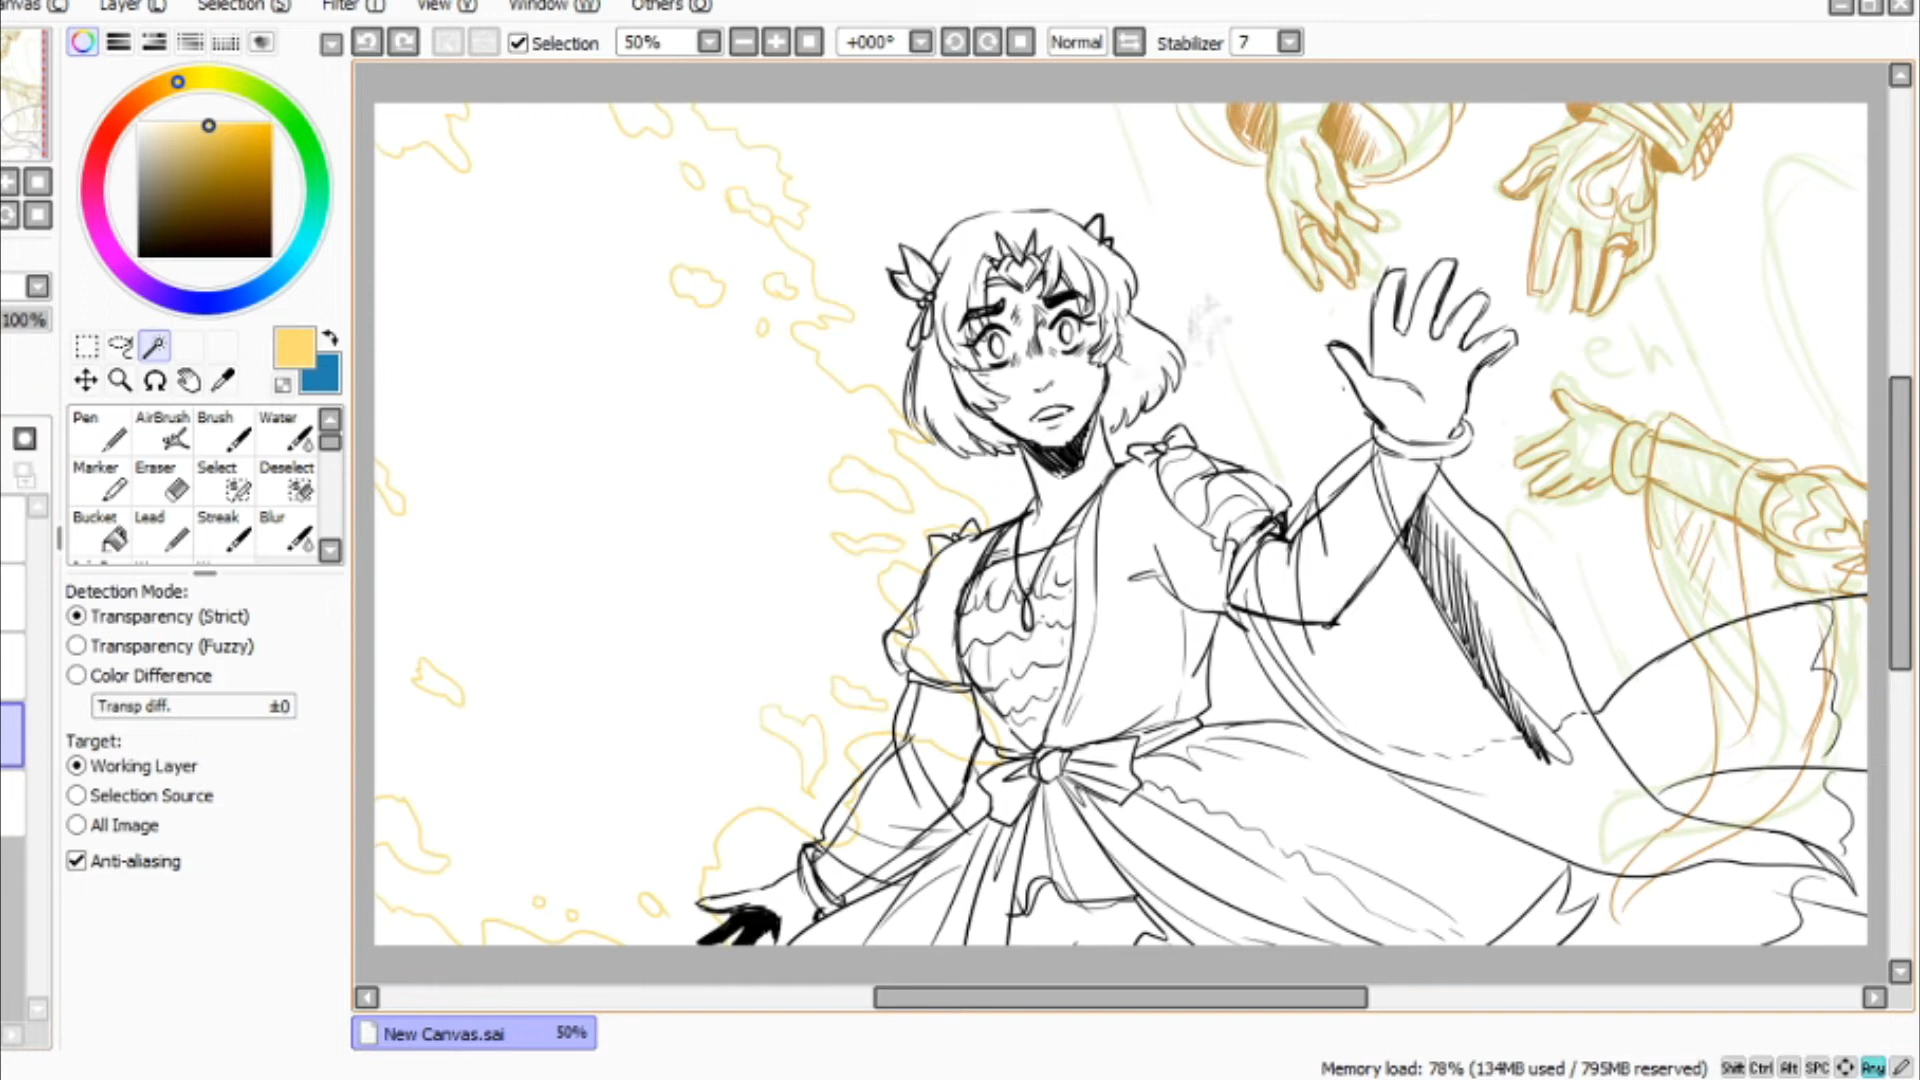 Layer (L) Selection (S) Filter (I) View (V) Window (W) Others (O)
Selection 50% +000° Normal Stabilizer 7
100%
Pen AirBrush Brush Water
Marker Eraser Select Deselect
Bucket Lead Streak Blur
Detection Mode:
Transparency (Strict)
Transparency (Fuzzy)
Color Difference
Transp diff. ±0
Target:
Working Layer
Selection Source
All Image
Anti-aliasing
eh
New Canvas.sai 50%
Memory load: 78% (134MB used / 795MB reserved) Shift Ctrl Alt SPC Any